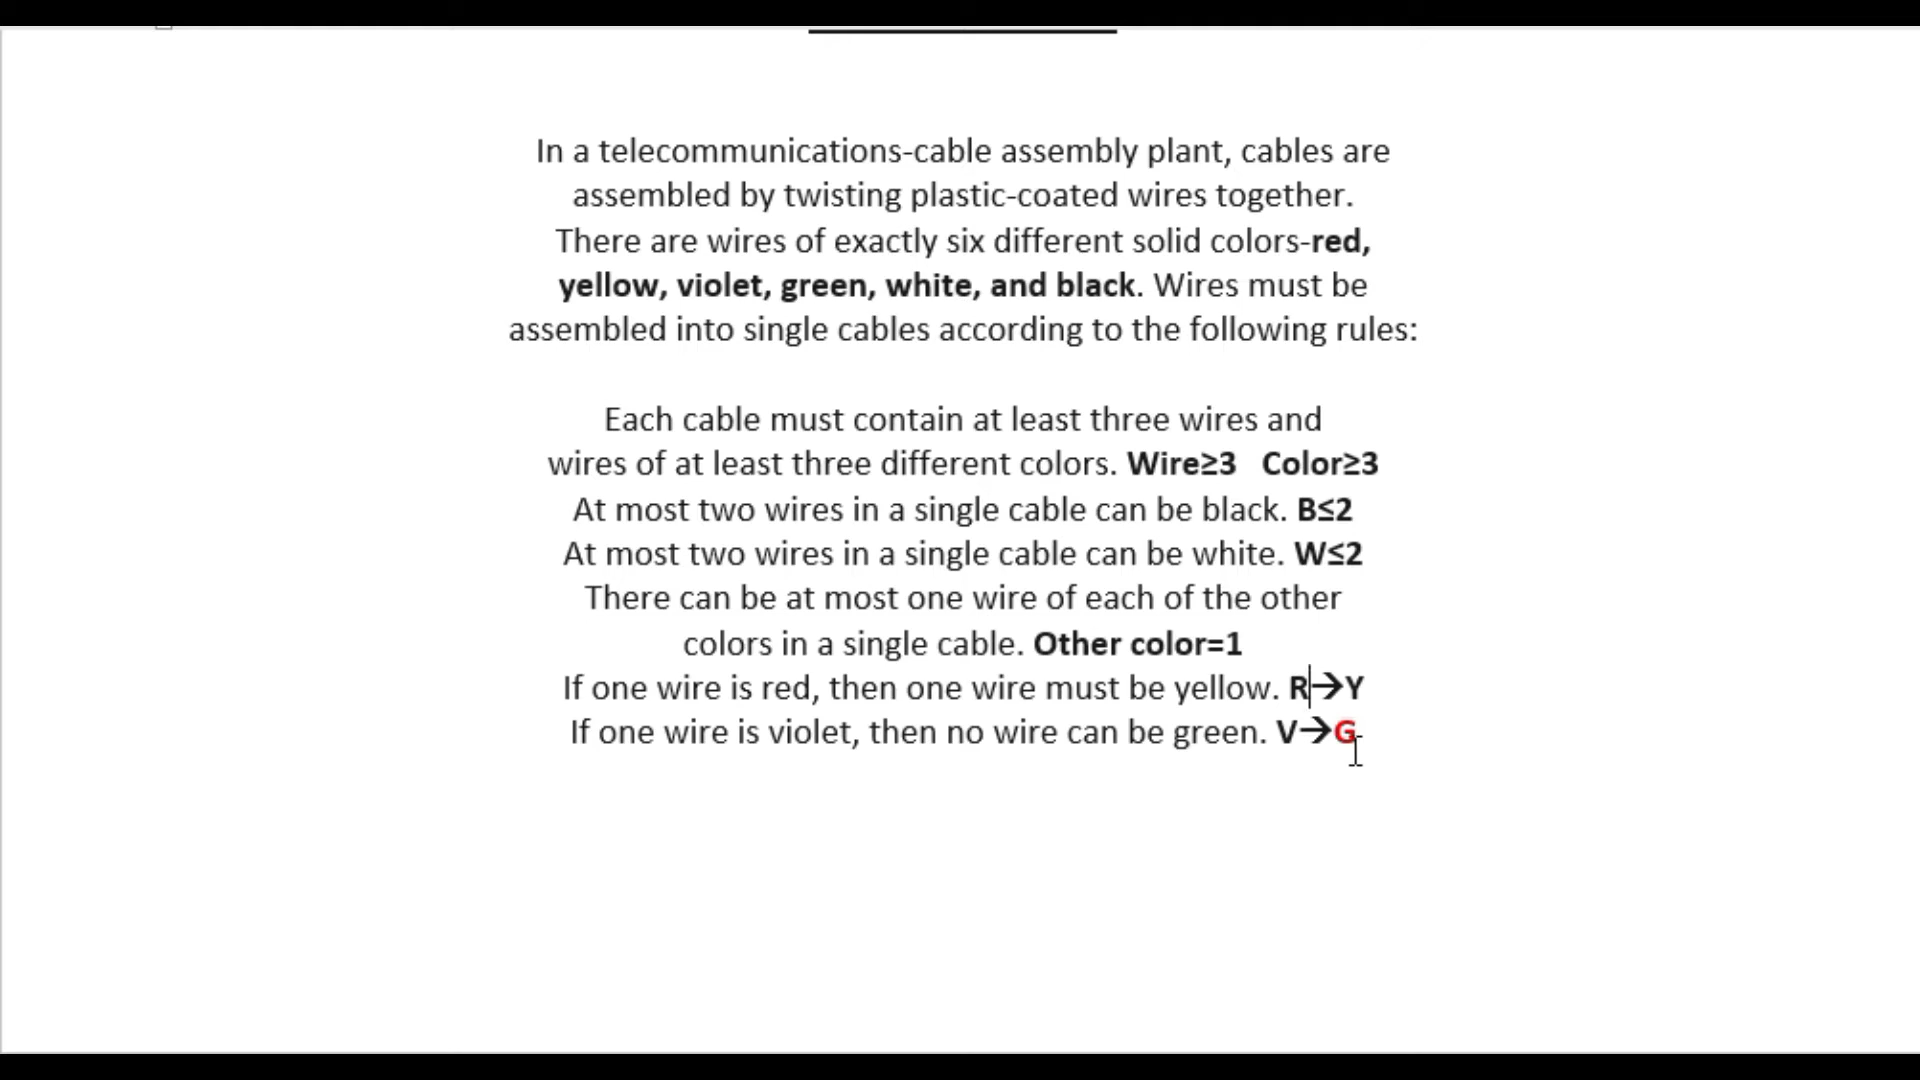 In a telecommunications-cable assembly plant, cables are
assembled by twisting plastic-coated wires together.
There are wires of exactly six different solid colors-red,
yellow, violet, green, white, and black. Wires must be
assembled into single cables according to the following rules:
Each cable must contain at least three wires and
wires of at least three different colors. Wire≥3 Color≥3
At most two wires in a single cable can be black. B≤2
At most two wires in a single cable can be white. W≤2
There can be at most one wire of each of the other
colors in a single cable. Other color=1
If one wire is red, then one wire must be yellow. R→Y
If one wire is violet, then no wire can be green. V→G